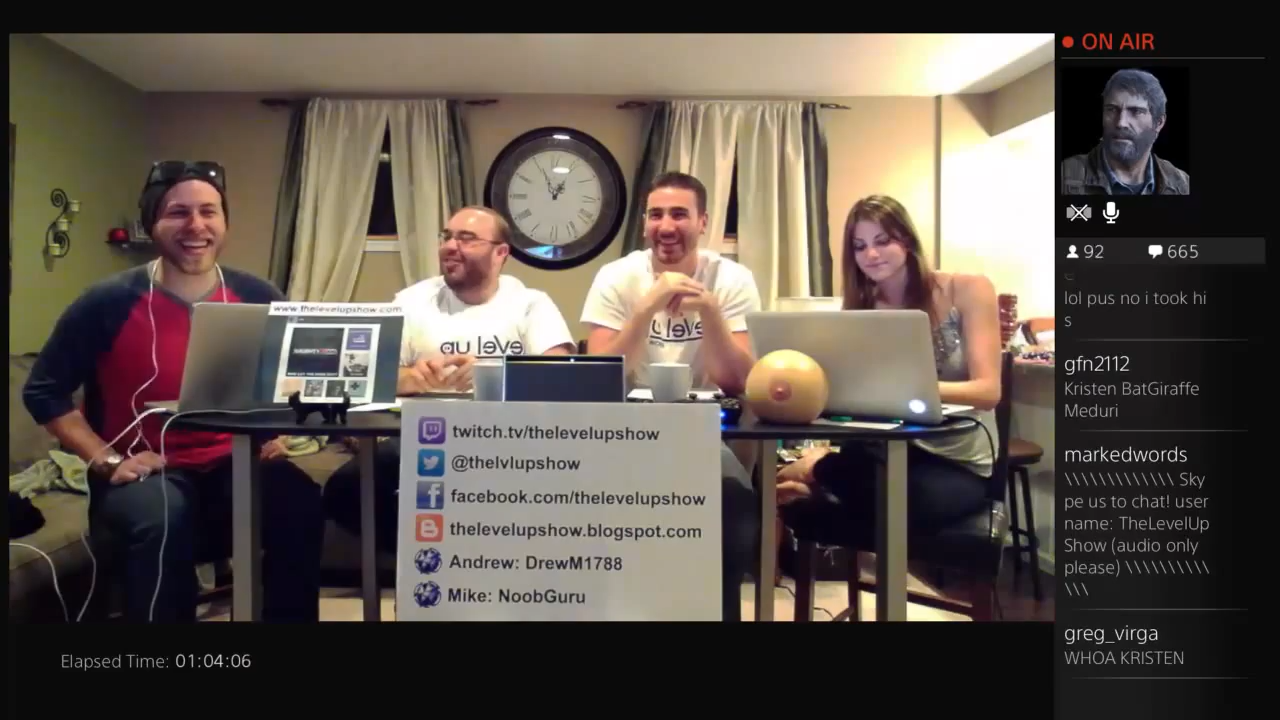 ON AIR
92 665
lol pus no i took hi
s
gfn2112
Kristen BatGiraffe
Meduri
markedwords
\\\\\\\\\\\\\ Sky
pe us to chat! user
name: TheLevelUp
Show (audio only
please) \\\\\\\\\\
\\\
greg_virga
WHOA KRISTEN
www.thelevelupshow.com
level up
level up
twitch.tv/thelevelupshow
@thelvlupshow
facebook.com/thelevelupshow
thelevelupshow.blogspot.com
Andrew: DrewM1788
Mike: NoobGuru
Elapsed Time: 01:04:06